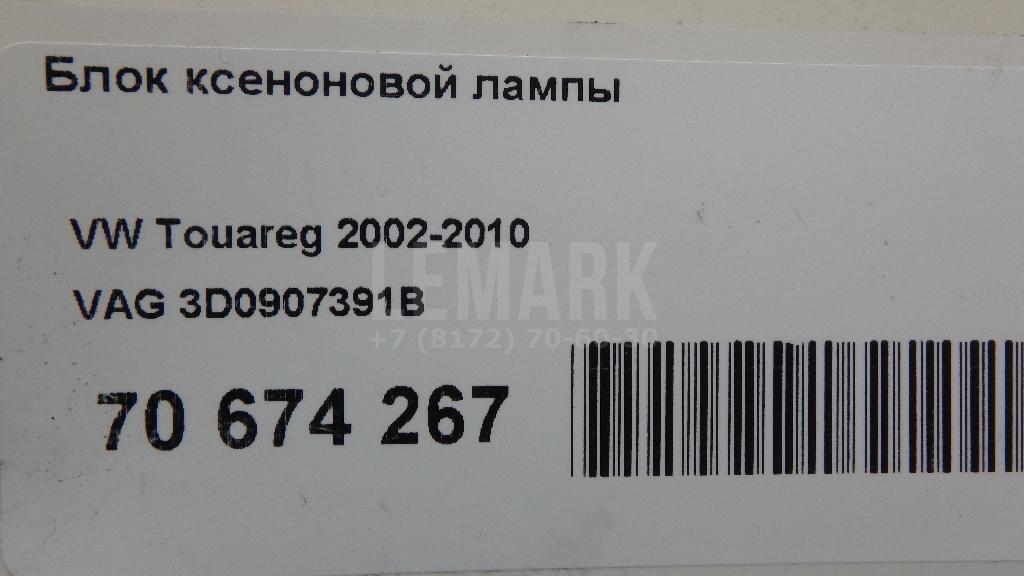 Блок ксеноновой лампы
VW Touareg 2002-2010
LEMARK
VAG 3D0907391B
+7 (8172) 70-60-30
70 674 267